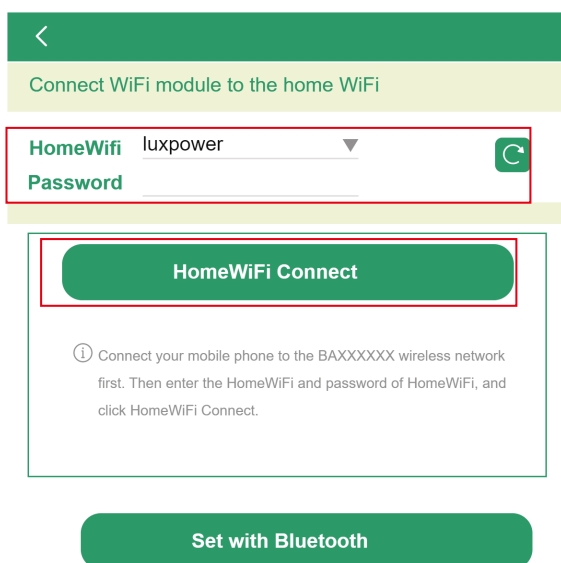 Connect WiFi module to the home WiFi
HomeWifi luxpower
Password
HomeWiFi Connect
Connect your mobile phone to the BAXXXXXX wireless network
first. Then enter the HomeWiFi and password of HomeWiFi, and
click HomeWiFi Connect.
Set with Bluetooth